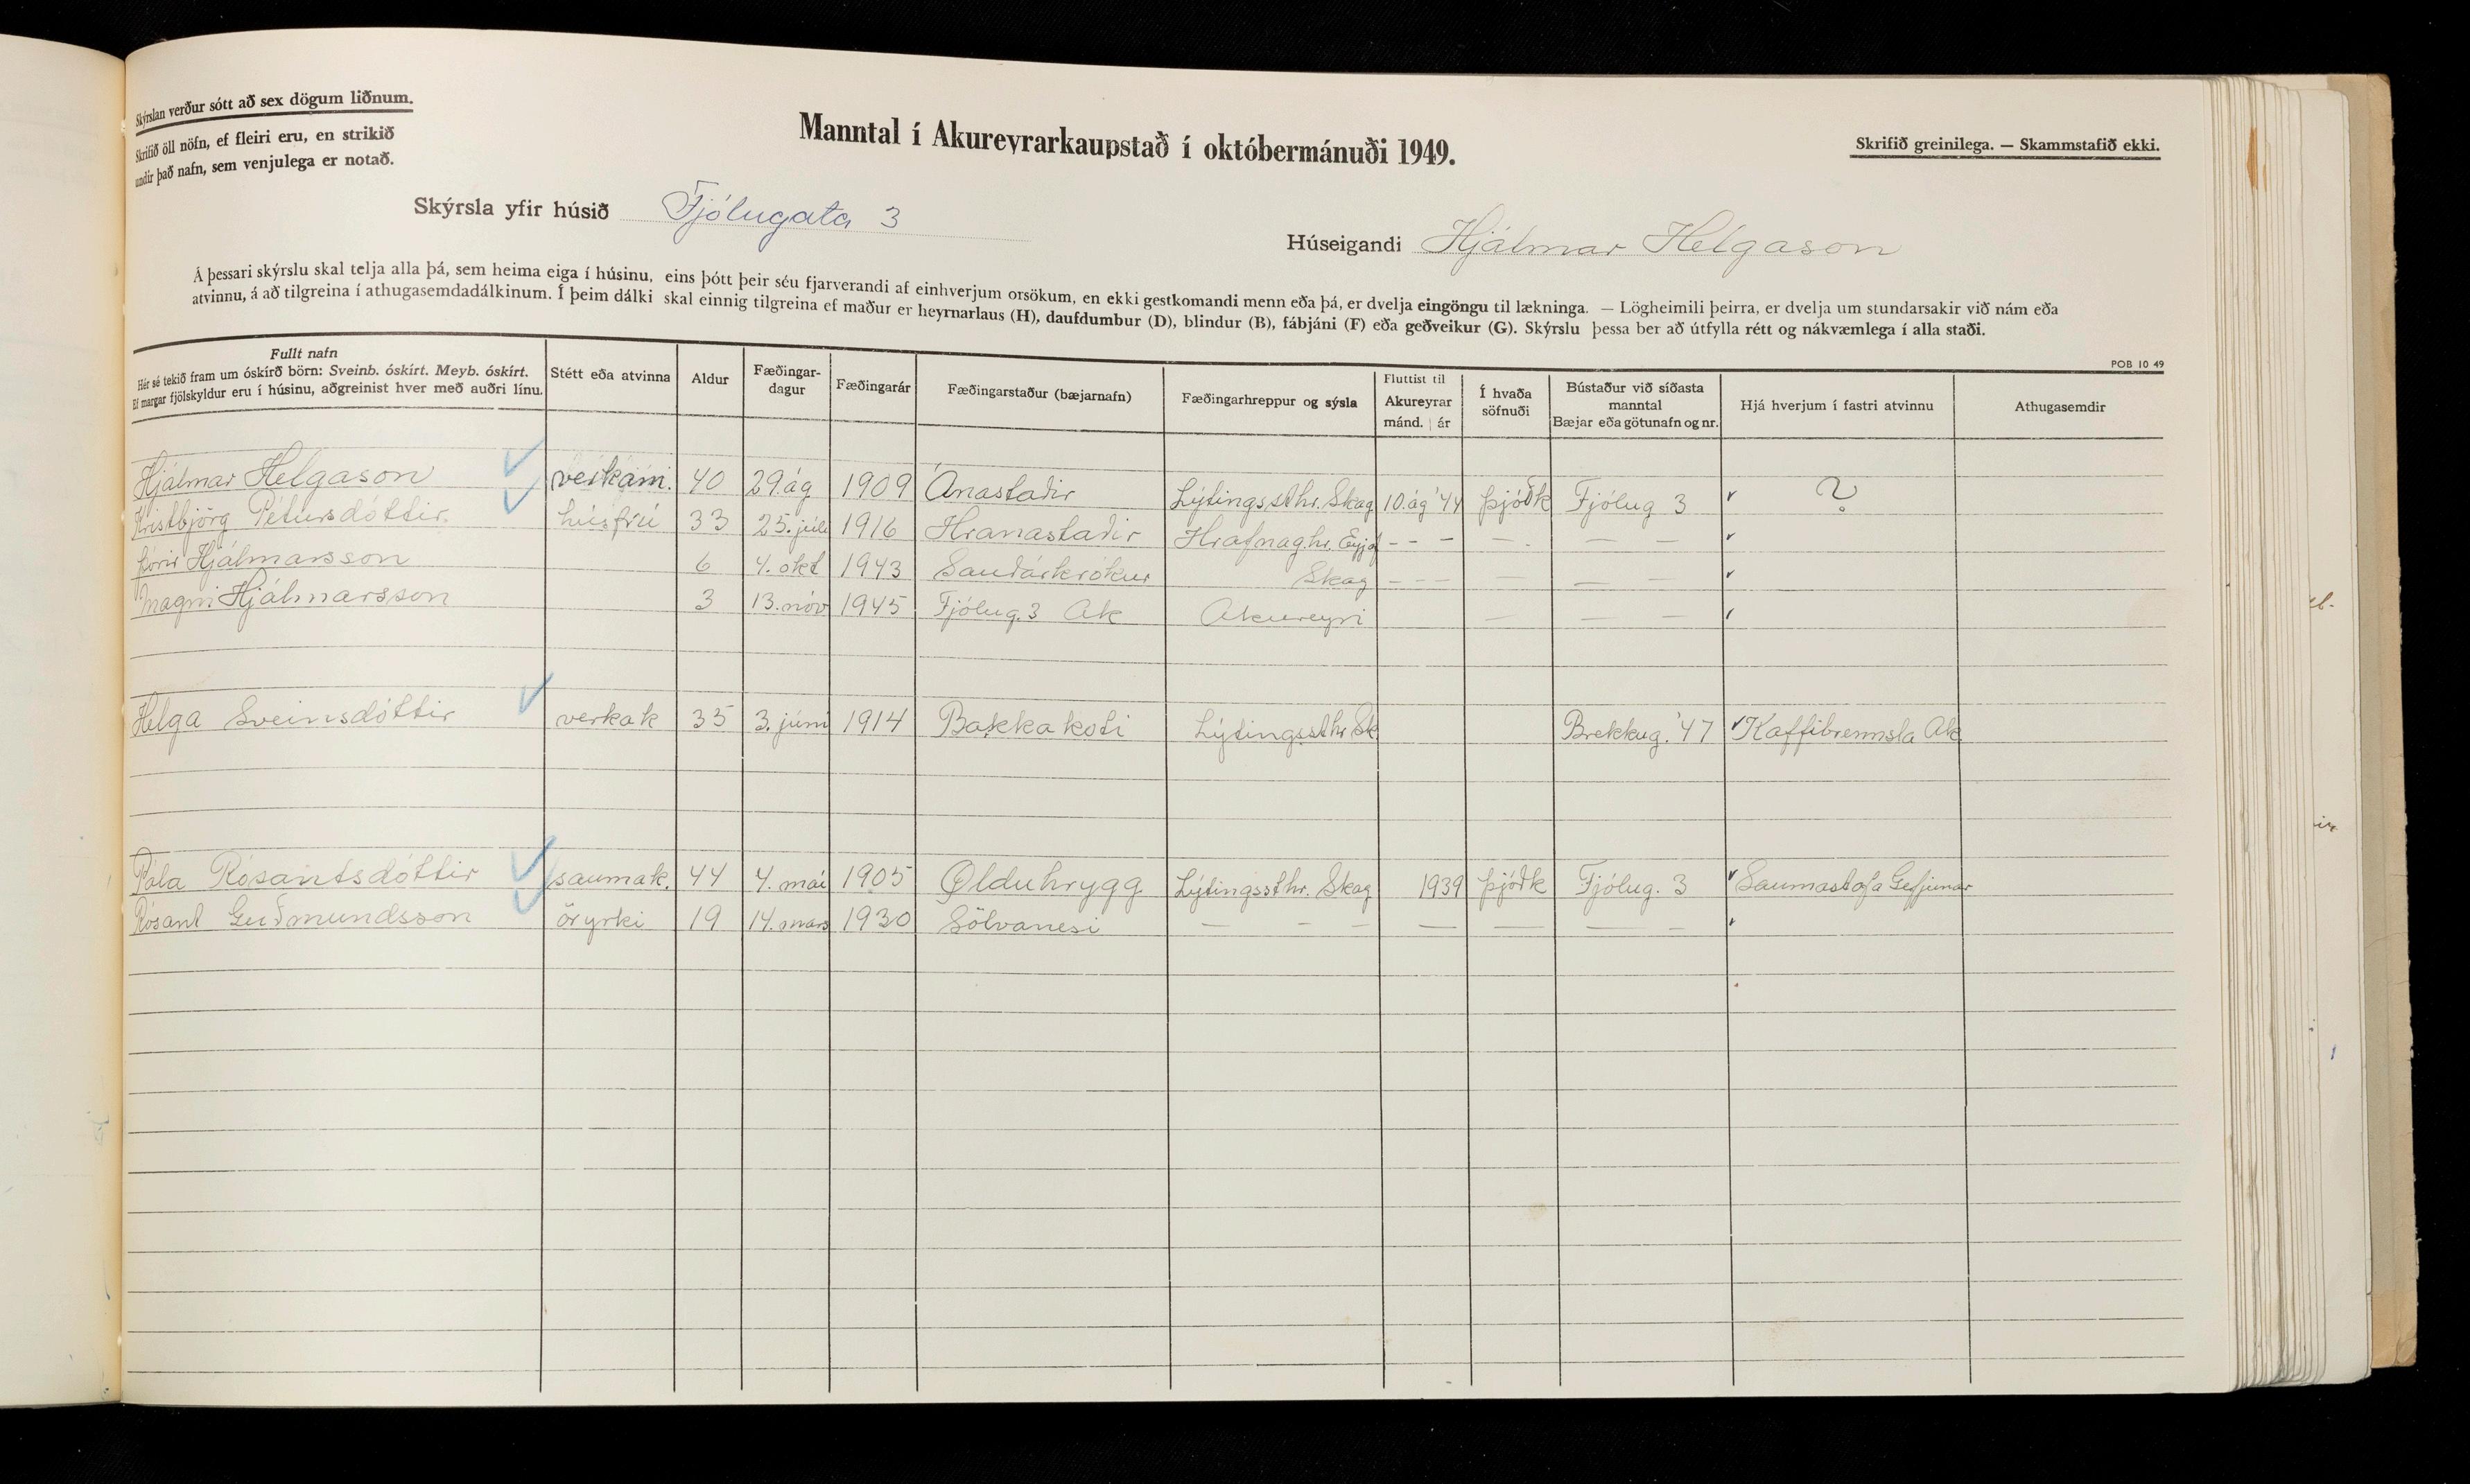 Skýrslan verður sótt að sex dögum liðnum.
Skrifið öll nöfn, ef fleiri eru, en strikið
undir það nafn, sem venjulega er notað.
Manntal í Akureyrarkaupstað í októbermánuði 1949.
Skrifið greinilega. — Skammstafið ekki.
Skýrsla yfir húsið Fjólugata 3
Húseigandi Hjálmar Helgason
Á þessari skýrslu skal telja alla þá, sem heima eiga í húsinu, eins þótt þeir séu fjarverandi af einhverjum orsökum, en ekki gestkomandi menn eða þá, er dvelja eingöngu til lækninga. — Lögheimili þeirra, er dvelja um stundarsakir við nám eða
atvinnu, á að tilgreina í athugasemdadálkinum. Í þeim dálki skal einnig tilgreina ef maður er heyrnarlaus (H), daufdumbur (D), blindur (B), fábjáni (F) eða geðveikur (G). Skýrslu þessa ber að útfylla rétt og nákvæmlega í alla staði.
POB 10 49
Fullt nafn
Hér sé tekið fram um óskírð börn: Sveinb. óskírt. Meyb. óskírt.
Ef margar fjölskyldur eru í húsinu, aðgreinist hver með auðri línu.
Stétt eða atvinna
Aldur
Fæðingar-
dagur
Fæðingarár
Fæðingarstaður (bæjarnafn)
Fæðingarhreppur og sýsla
Fluttist til
Akureyrar
mánd. | ár
Í hvaða
söfnuði
Bústaður við síðasta
manntal
Bæjar eða götunafn og nr.
Hjá hverjum í fastri atvinnu
Athugasemdir
Hjálmar Helgason verkam. 40 29 ág 1909 Ánastaðir Lýtingssthr. Skag 10. ág '44 þjóðk Fjólug 3 ?
Kristbjörg Pétursdóttir húsfrú 33 25. júlí 1916 Hranastaðir Hrafnag.hr. Eyjaf - - - — — —
Þórir Hjálmarsson 6 4. okt 1943 Sauðárkrókur Skag - - - — — —
Magni Hjálmarsson 3 13. nóv 1945 Fjólug. 3 Ak Akureyri — — —
Helga Sveinsdóttir verkak 35 3. júní 1914 Bakkakoti Lýtingssthr Sk Brekkug. '47 Kaffibrennsla Ak
Póla Rósantsdóttir saumak. 44 4. maí 1905 Ölduhrygg Lýtingssthr. Skag 1939 þjóðk Fjólug. 3 Saumastofa Gefjunar
Rósant Guðmundsson öryrki 19 14. mars 1930 Sölvanesi — - - — — — -